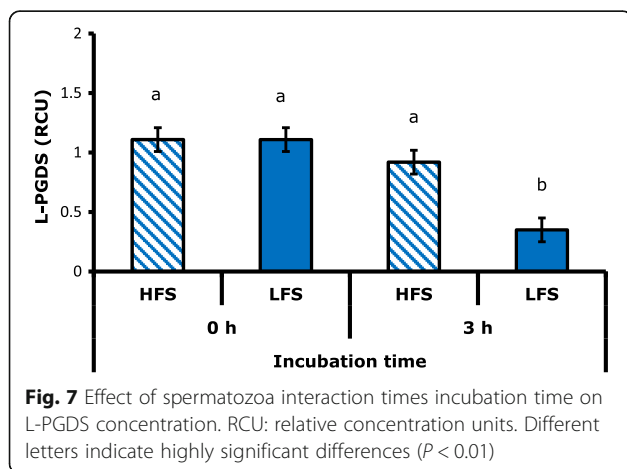 2
1.5
1
0.5
0
L-PGDS (RCU)
a
a
a
b
HFS LFS HFS LFS
0 h 3 h
Incubation time
Fig. 7 Effect of spermatozoa interaction times incubation time on
L-PGDS concentration. RCU: relative concentration units. Different
letters indicate highly significant differences (P < 0.01)